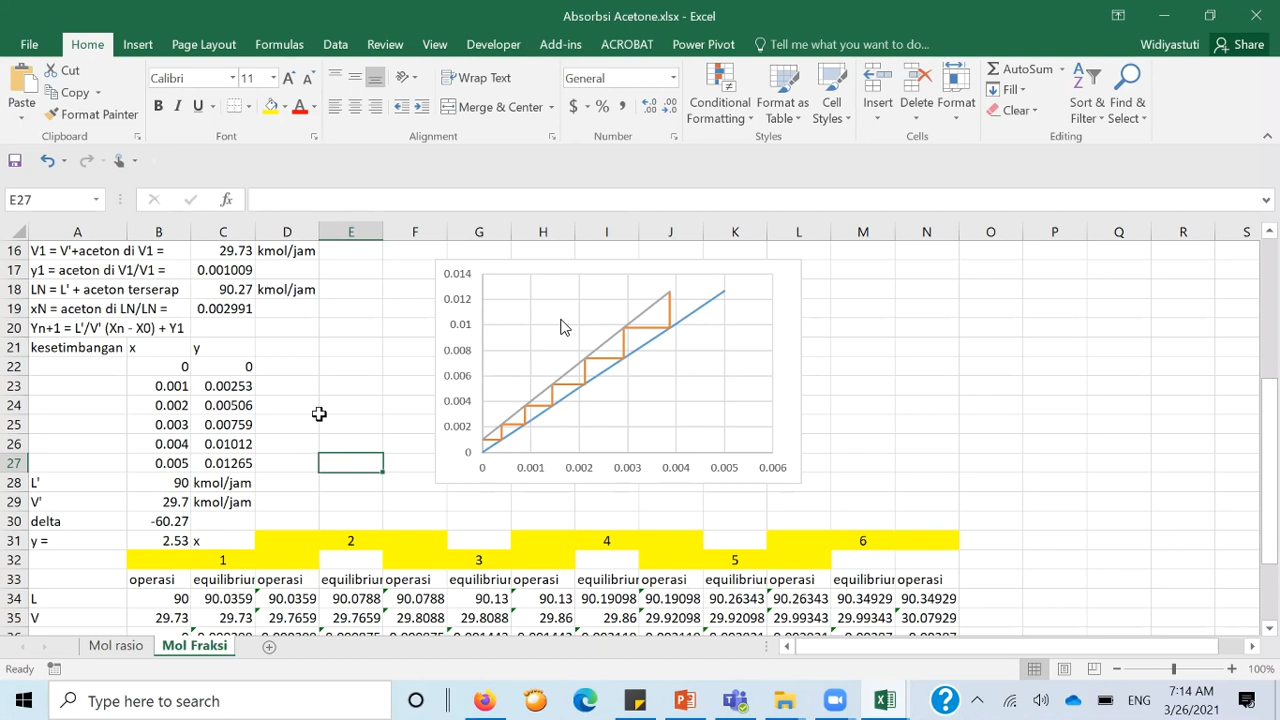 Absorbsi Acetone.xlsx - Excel
File Home Insert Page Layout Formulas Data Review View Developer Add-ins ACROBAT Power Pivot Tell me what you want to do... Widiyastuti Share
Paste
Cut
Copy
Format Painter
Clipboard
Calibri 11
B I U
Font
Wrap Text
Merge & Center
Alignment
General
$ % ,
Number
Conditional Formatting
Format as Table
Cell Styles
Styles
Insert Delete Format
Cells
AutoSum
Fill
Clear
Sort & Filter
Find & Select
Editing
E27
fx
A B C D E F G H I J K L M N O P Q R S
16 V1 = V'+aceton di V1 = 29.73 kmol/jam
17 y1 = aceton di V1/V1 = 0.001009
18 LN = L' + aceton terserap 90.27 kmol/jam
19 xN = aceton di LN/LN = 0.002991
20 Yn+1 = L'/V' (Xn - X0) + Y1
21 kesetimbangan x y
22 0 0
23 0.001 0.00253
24 0.002 0.00506
25 0.003 0.00759
26 0.004 0.01012
27 0.005 0.01265
28 L' 90 kmol/jam
29 V' 29.7 kmol/jam
30 delta -60.27
31 y = 2.53 x 2 4 6
32 1 3 5
33 operasi equilibriur operasi equilibriur operasi equilibriur operasi equilibriur operasi equilibriur operasi equilibriur operasi
34 L 90 90.0359 90.0359 90.0788 90.0788 90.13 90.13 90.19098 90.19098 90.26343 90.26343 90.34929 90.34929
35 V 29.73 29.73 29.7659 29.7659 29.8088 29.8088 29.86 29.86 29.92098 29.92098 29.99343 29.99343 30.07929
0.014
0.012
0.01
0.008
0.006
0.004
0.002
0
0 0.001 0.002 0.003 0.004 0.005 0.006
Mol rasio Mol Fraksi
Ready 100%
Type here to search
ENG
7:14 AM
3/26/2021